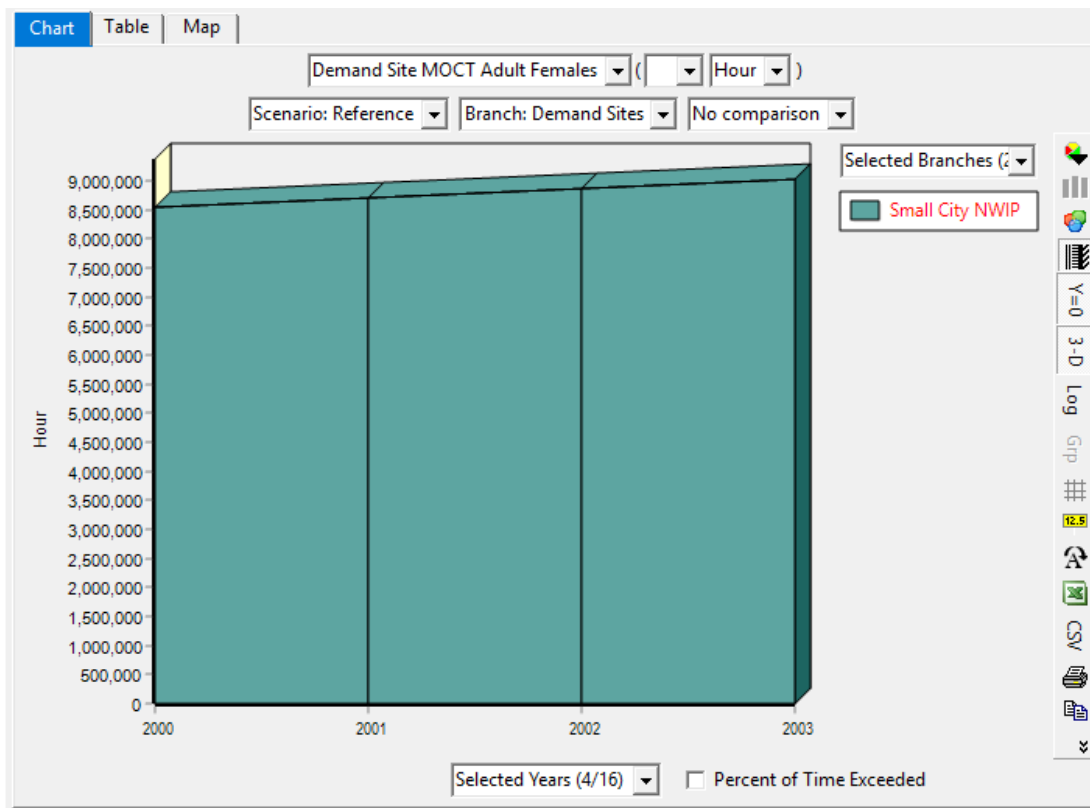 Chart Table Map
Demand Site MOCT Adult Females ( Hour )
Scenario: Reference Branch: Demand Sites No comparison
Selected Branches (2
Small City NWIP
9,000,000
8,500,000
8,000,000
7,500,000
7,000,000
6,500,000
6,000,000
5,500,000
5,000,000
4,500,000
4,000,000
3,500,000
3,000,000
2,500,000
2,000,000
1,500,000
1,000,000
500,000
0
Hour
2000 2001 2002 2003
Selected Years (4/16) Percent of Time Exceeded
Y=0
3-D
Log
Grp
12.5
A
CSV